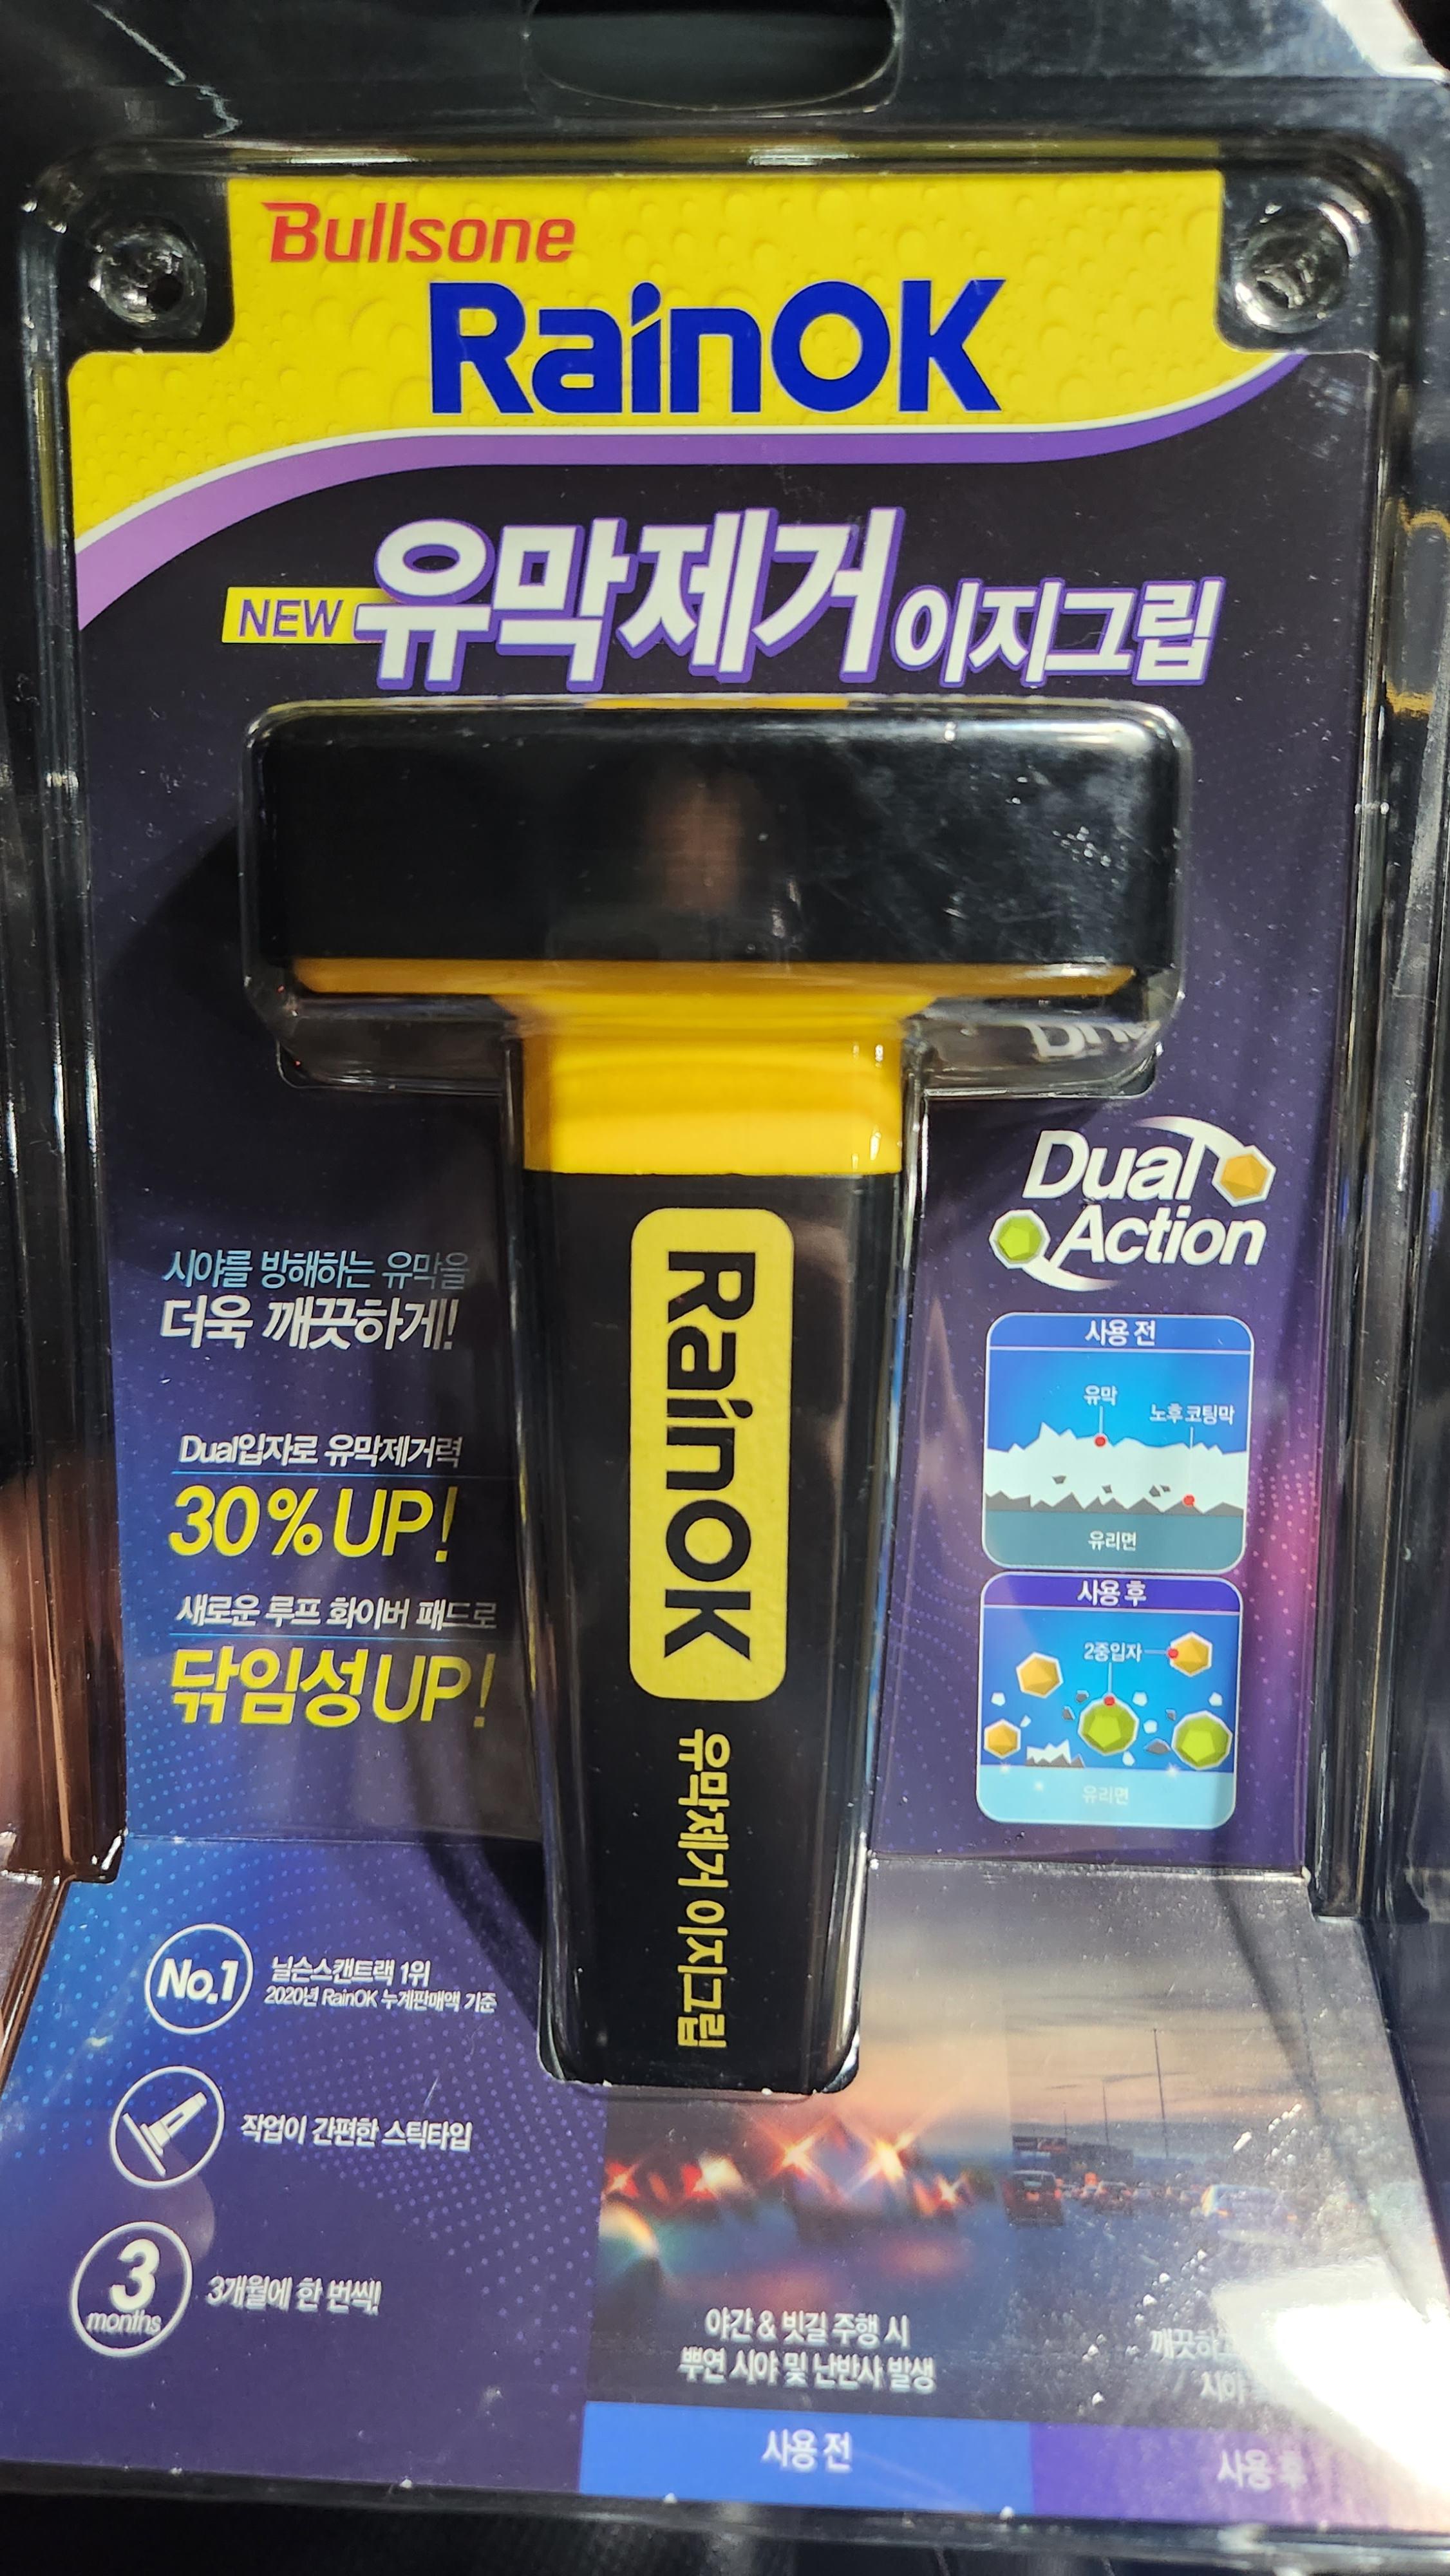 Bullsone
RainOK
NEW 유막제거 이지그립
Dual
Action
시야를 방해하는 유막을
더욱 깨끗하게!
Dual입자로 유막제거력
30%UP!
새로운 루프 화이버 패드로
닦임성UP!
사용 전
유막
노후코팅막
유리면
사용 후
2중입자
유리면
RainOK
유막제거 이지그립
No.1
닐슨스캔트랙 1위
2020년 RainOK 누계판매액 기준
작업이 간편한 스틱타입
3
months
3개월에 한 번씩!
야간 & 빗길 주행 시
뿌연 시야 및 난반사 발생
사용 전
시야
사용 후